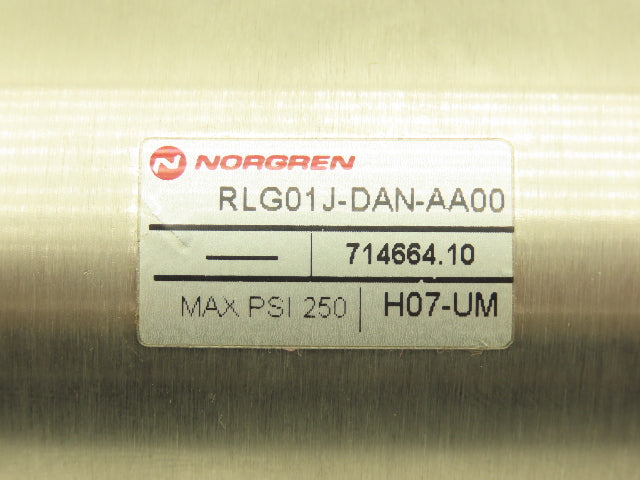 N NORGREN
RLG01J-DAN-AA00
714664.10
MAX PSI 250 H07-UM